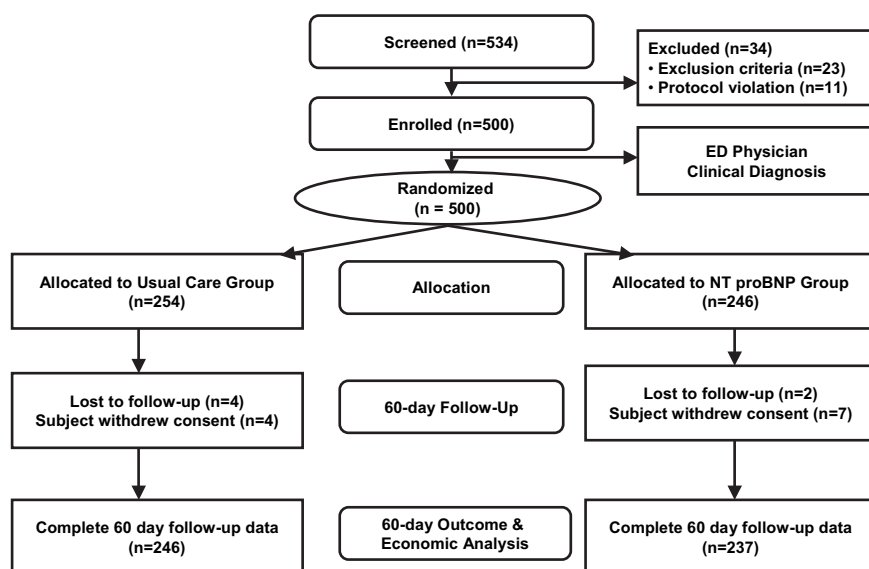 Screened (n=534)
Excluded (n=34)
• Exclusion criteria (n=23)
• Protocol violation (n=11)
Enrolled (n=500)
ED Physician
Clinical Diagnosis
Randomized
(n = 500)
Allocated to Usual Care Group
(n=254)
Allocation
Allocated to NT proBNP Group
(n=246)
Lost to follow-up (n=4)
Subject withdrew consent (n=4)
60-day Follow-Up
Lost to follow-up (n=2)
Subject withdrew consent (n=7)
Complete 60 day follow-up data
(n=246)
60-day Outcome &
Economic Analysis
Complete 60 day follow-up data
(n=237)